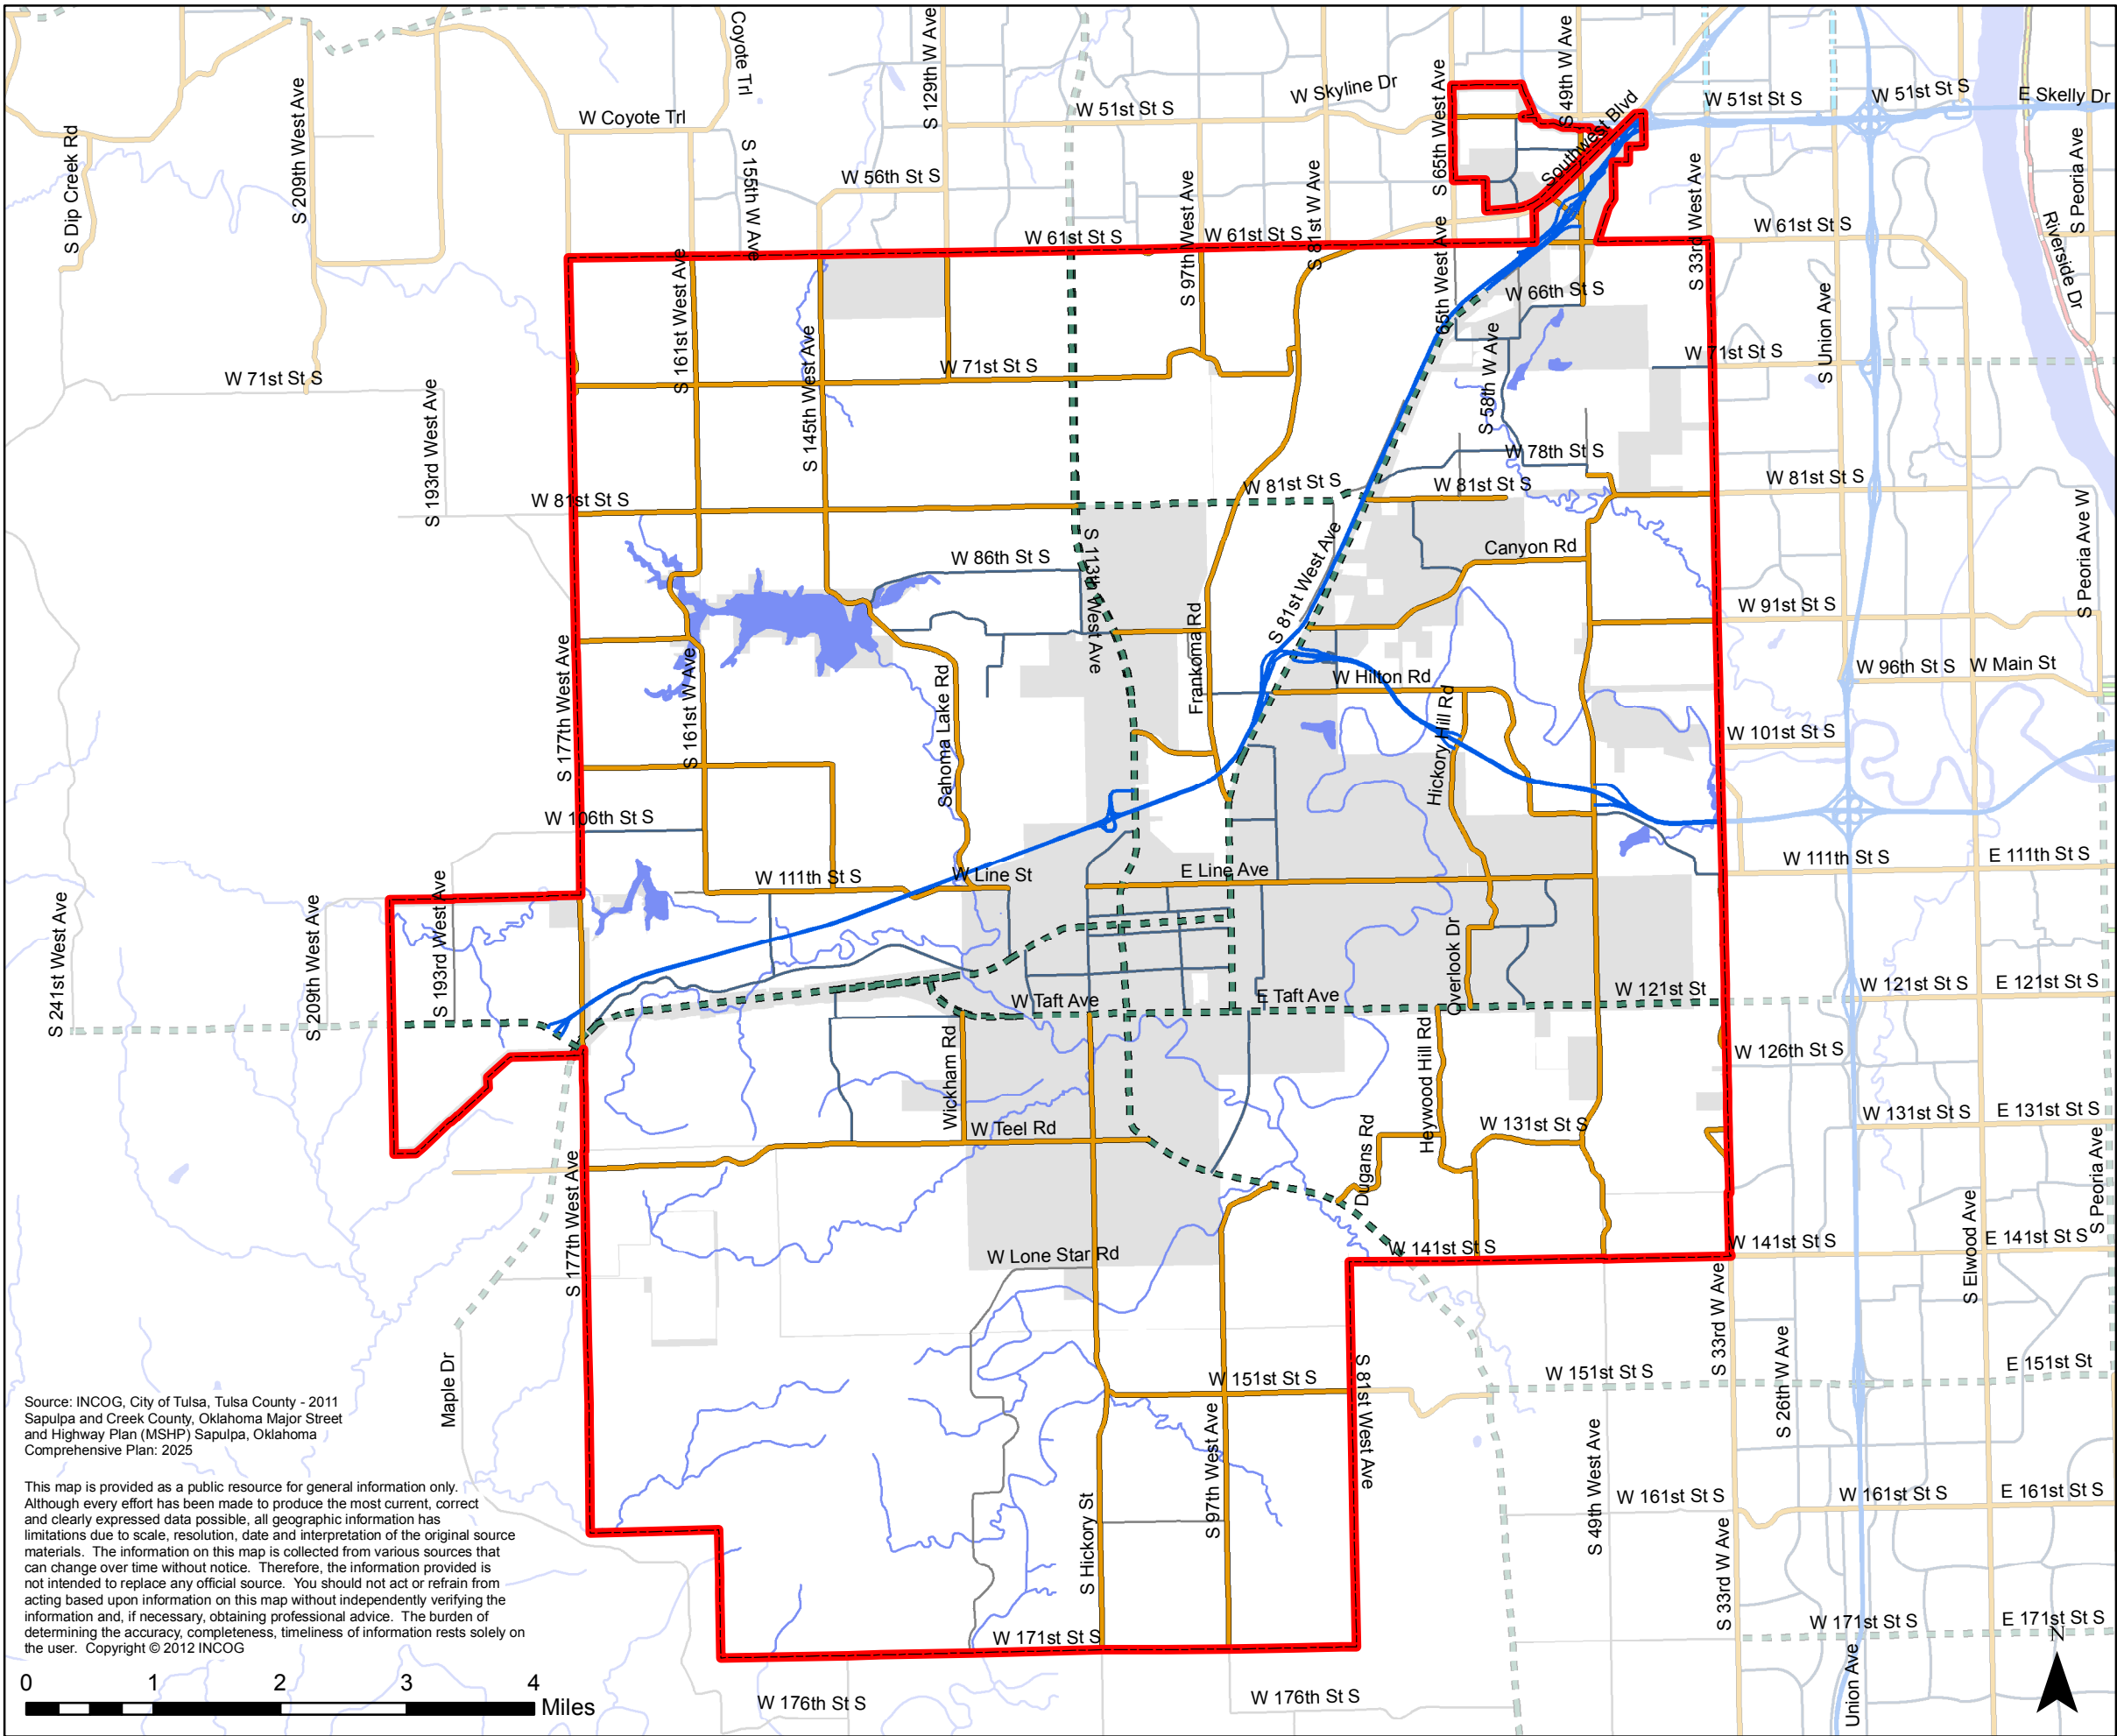 Coyote Trl
S 129th W Ave
S 49th W Ave
W Skyline Dr
S 65th West Ave
W 51st St S
W 51st St S
W 51st St S
E Skelly Dr
W Coyote Trl
S 209th West Ave
S Dip Creek Rd
S 155th W Ave
W 56th St S
Southwest Blvd
S 33rd West Ave
S Peoria Ave
S 97th West Ave
S 81st W Ave
W 61st St S
W 61st St S
W 61st St S
S 161st West Ave
65th West Ave S
Riverside Dr
W 66th St S
S Union Ave
S 145th West Ave
W 71st St S
W 71st St S
W 71st St S
S 58th W Ave
S 193rd West Ave
W 78th St S
W 81st St S
W 81st St S
W 81st St S
W 81st St S
S Peoria Ave W
S 113th West Ave
W 86th St S
Canyon Rd
S 81st West Ave
W 91st St S
Frankoma Rd
S 177th West Ave
S 161st W Ave
Sahoma Lake Rd
W Hilton Rd
Hickory Hill Rd
W 96th St S
W Main St
W 101st St S
W 106th St S
W 111th St S
W Line St
E Line Ave
W 111th St S
E 111th St S
S 241st West Ave
S 209th West Ave
S 193rd West Ave
Overlook Dr
W Taft Ave
E Taft Ave
W 121st St
W 121st St S
E 121st St S
Wickham Rd
Heywood Hill Rd
W 126th St S
W Teel Rd
Dugans Rd
W 131st St S
W 131st St S
E 131st St S
S Peoria Ave
S 177th West Ave
W Lone Star Rd
W 141st St S
W 141st St S
E 141st St S
S Elwood Ave
S 33rd W Ave
Maple Dr
S 81st West Ave
W 151st St S
W 151st St S
E 151st St
S 26th W Ave
S 97th West Ave
S Hickory St
S 49th West Ave
W 161st St S
W 161st St S
E 161st St S
S 33rd W Ave
W 171st St S
W 171st St S
E 171st St S
Union Ave
W 176th St S
W 176th St S
Source: INCOG, City of Tulsa, Tulsa County - 2011
Sapulpa and Creek County, Oklahoma Major Street
and Highway Plan (MSHP) Sapulpa, Oklahoma
Comprehensive Plan: 2025
This map is provided as a public resource for general information only.
Although every effort has been made to produce the most current, correct
and clearly expressed data possible, all geographic information has
limitations due to scale, resolution, date and interpretation of the original source
materials. The information on this map is collected from various sources that
can change over time without notice. Therefore, the information provided is
not intended to replace any official source. You should not act or refrain from
acting based upon information on this map without independently verifying the
information and, if necessary, obtaining professional advice. The burden of
determining the accuracy, completeness, timeliness of information rests solely on
the user. Copyright © 2012 INCOG
0 1 2 3 4
Miles
N